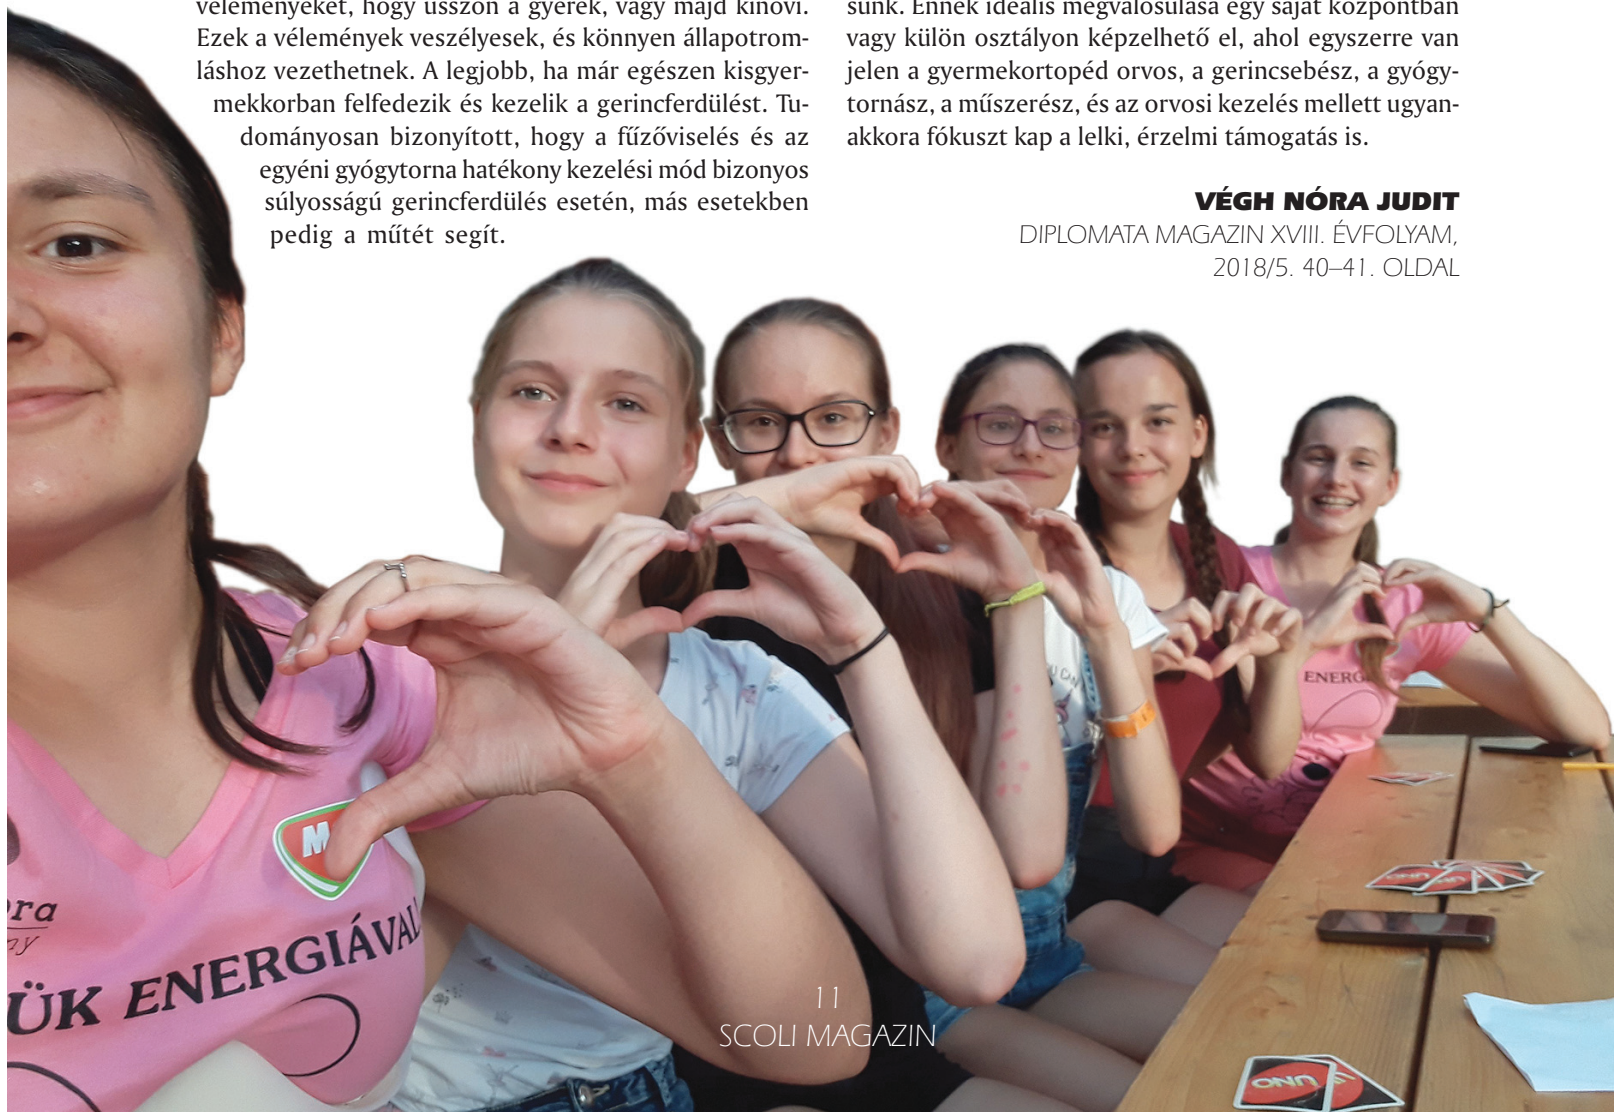 véleményeket, hogy ússzon a gyerek, vagy majd kinövi.
Ezek a vélemények veszélyesek, és könnyen állapotrom-
láshoz vezethetnek. A legjobb, ha már egészen kisgyer-
mekkorban felfedezik és kezelik a gerincferdülést. Tu-
dományosan bizonyított, hogy a fűzőviselés és az
egyéni gyógytorna hatékony kezelési mód bizonyos
súlyosságú gerincferdülés esetén, más esetekben
pedig a műtét segít.
sünk. Ennek ideális megvalósulása egy saját központban
vagy külön osztályon képzelhető el, ahol egyszerre van
jelen a gyermekortopéd orvos, a gerincsebész, a gyógy-
tornász, a műszerész, és az orvosi kezelés mellett ugyan-
akkora fókuszt kap a lelki, érzelmi támogatás is.
VÉGH NÓRA JUDIT
DIPLOMATA MAGAZIN XVIII. ÉVFOLYAM,
2018/5. 40–41. OLDAL
M
ra
ny
ÜK ENERGIÁVAL
U CAN
ENERG
UNO
UNO
UNO
11
SCOLI MAGAZIN